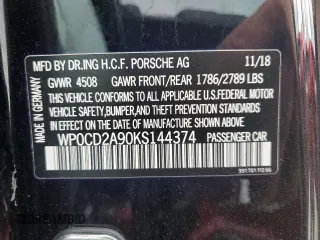 MFD BY DR.ING H.C.F. PORSCHE AG 11/18
GVWR 4508 GAWR FRONT/REAR 1786/2789 LBS
THIS VEHICLE CONFORMS TO ALL APPLICABLE U.S. FEDERAL MOTOR
VEHICLE SAFETY, BUMPER, AND THEFT PREVENTION STANDARDS IN
EFFECT ON THE DATE OF MANUFACTURE SHOWN ABOVE.
WP0CD2A90KS144374 PASSENGER CAR
MADE IN GERMANY